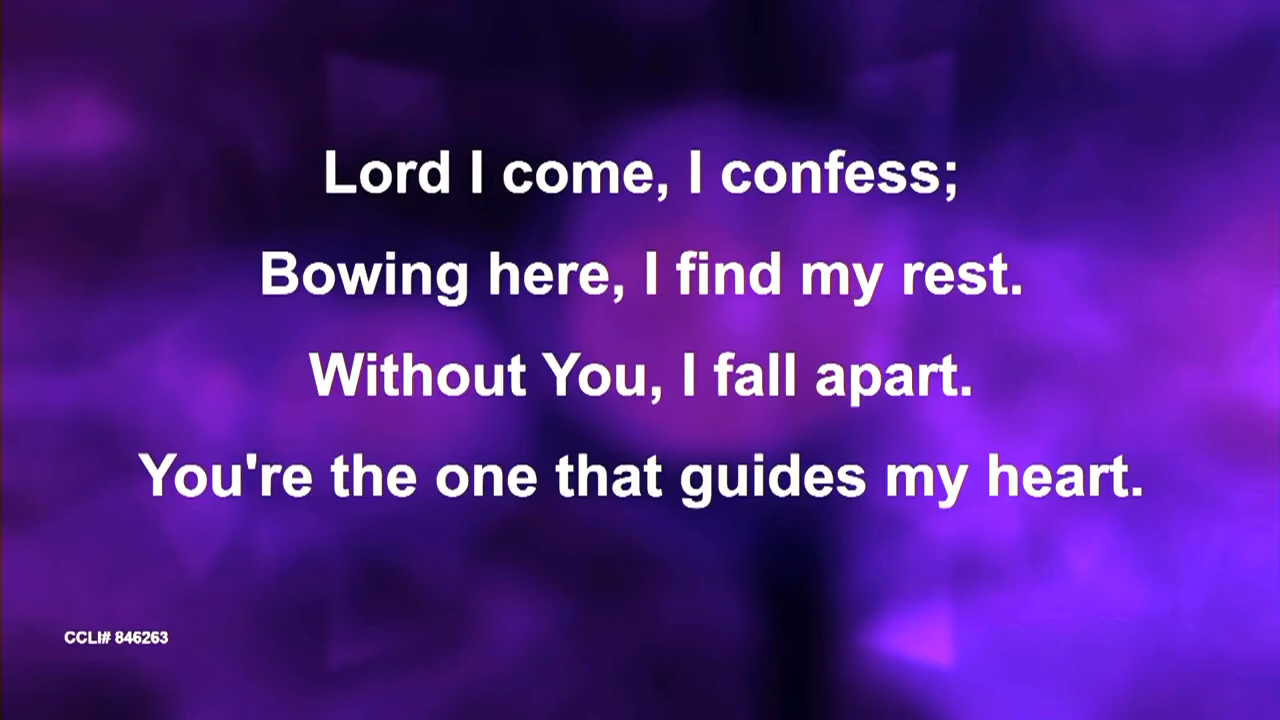 Lord I come, I confess;
Bowing here, I find my rest.
Without You, I fall apart.
You're the one that guides my heart.
CCLI# 846263